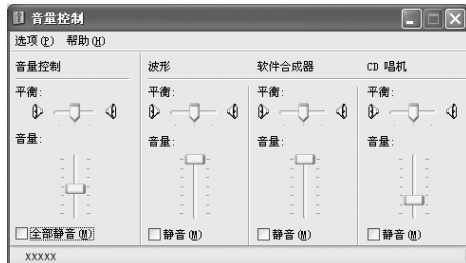 音量控制
选项(P) 帮助(H)
音量控制 波形 软件合成器 CD 唱机
平衡: 平衡: 平衡: 平衡:
音量: 音量: 音量: 音量:
全部静音(M) 静音(M) 静音(M) 静音(M)
XXXXX